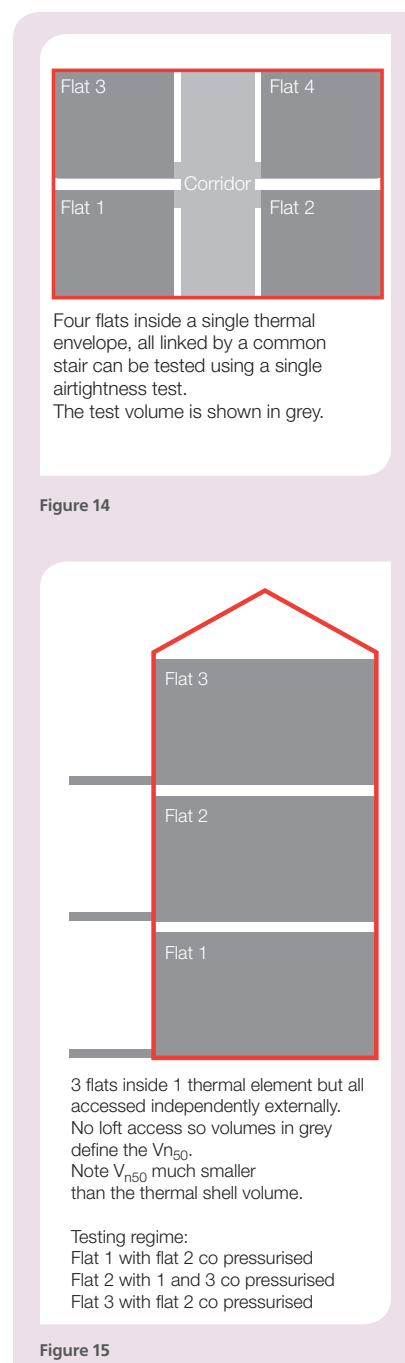 Flat 3
Flat 4
Corridor
Flat 1
Flat 2
Four flats inside a single thermal
envelope, all linked by a common
stair can be tested using a single
airtightness test.
The test volume is shown in grey.
Figure 14
Flat 3
Flat 2
Flat 1
3 flats inside 1 thermal element but all
accessed independently externally.
No loft access so volumes in grey
define the Vn₅₀.
Note Vₙ₅₀ much smaller
than the thermal shell volume.
Testing regime:
Flat 1 with flat 2 co pressurised
Flat 2 with 1 and 3 co pressurised
Flat 3 with flat 2 co pressurised
Figure 15